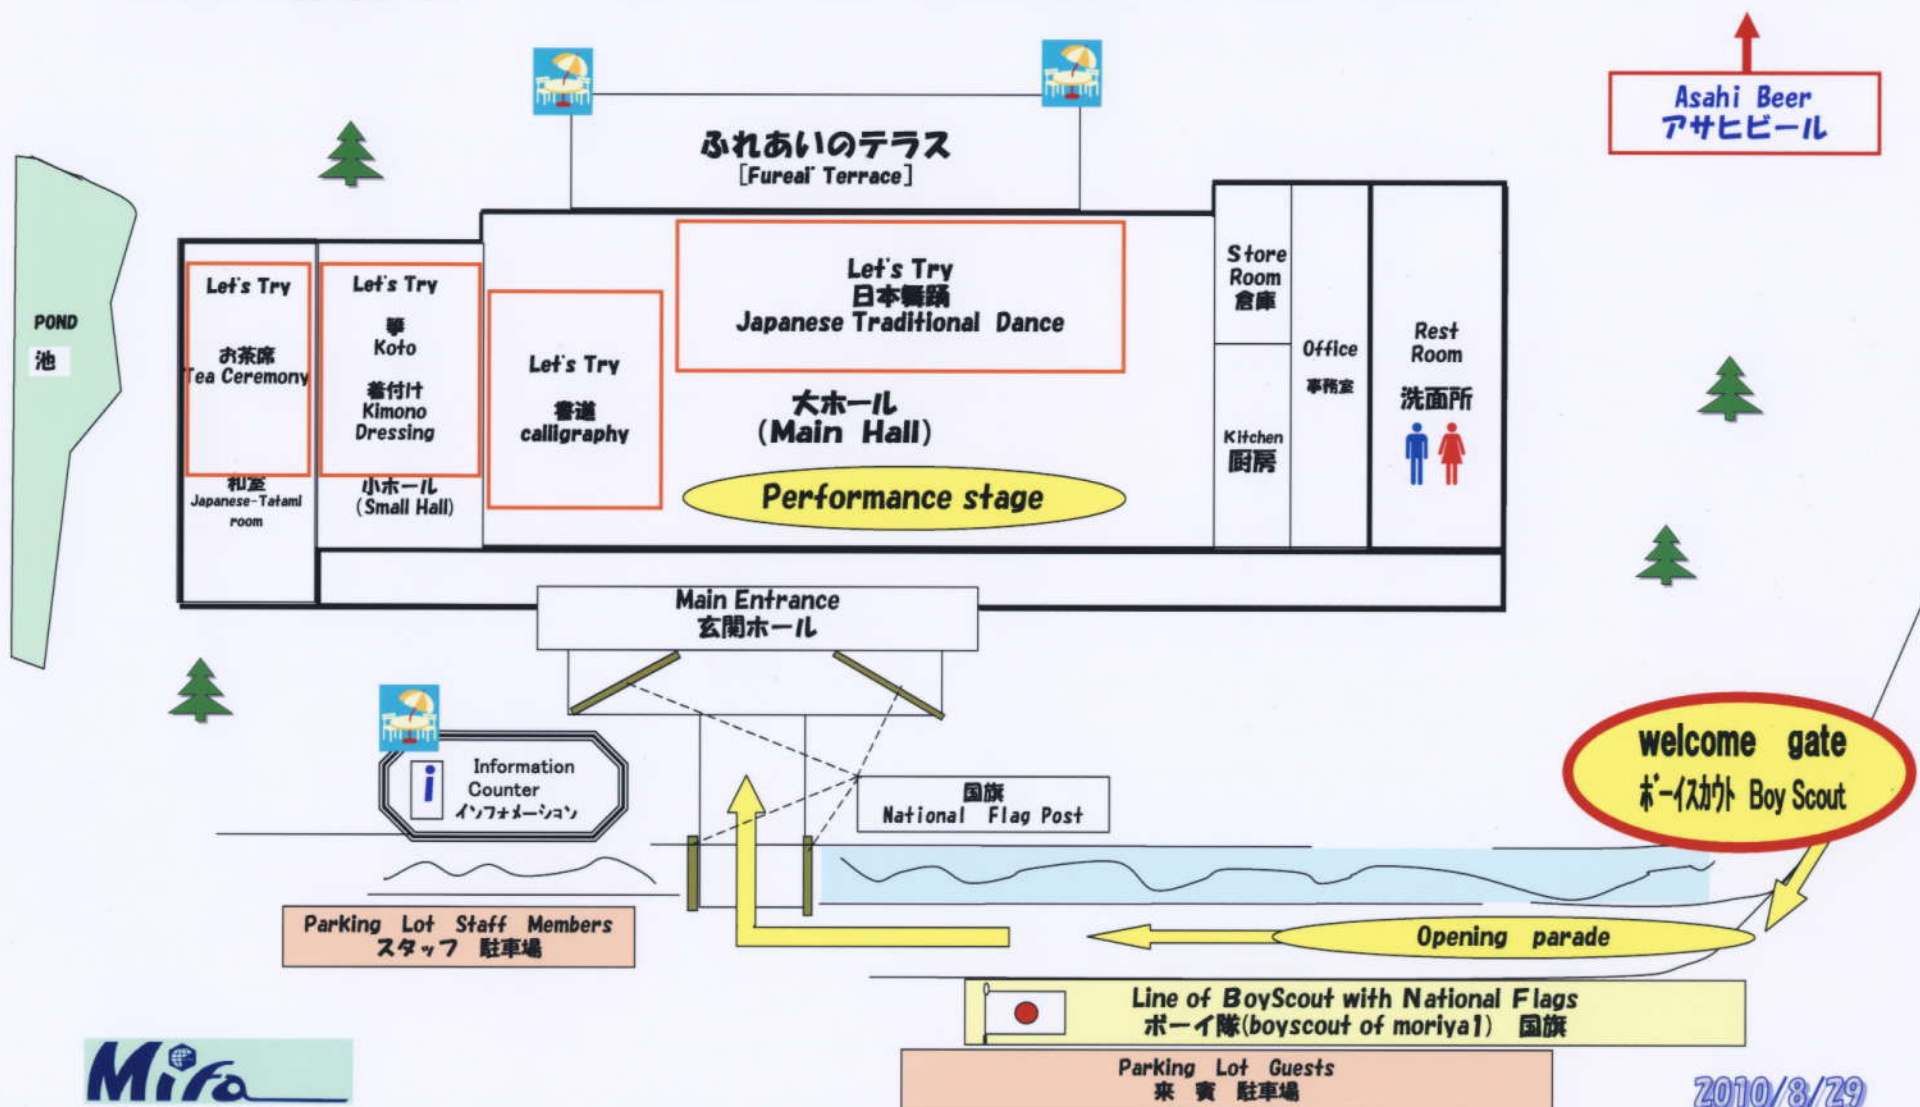 Asahi Beer
アサヒビール
ふれあいのテラス
[Fureai Terrace]
POND
池
Let's Try
お茶席
Tea Ceremony
和室
Japanese-Tatami
room
Let's Try
箏
Koto
着付け
Kimono
Dressing
小ホール
(Small Hall)
Let's Try
書道
calligraphy
Let's Try
日本舞踊
Japanese Traditional Dance
大ホール
(Main Hall)
Performance stage
Store
Room
倉庫
Kitchen
厨房
Office
事務室
Rest
Room
洗面所
Main Entrance
玄関ホール
i
Information
Counter
インフォメーション
国旗
National Flag Post
welcome gate
ボーイスカウト Boy Scout
Parking Lot Staff Members
スタッフ 駐車場
Opening parade
Line of BoyScout with National Flags
ボーイ隊(boyscout of moriya1) 国旗
Parking Lot Guests
来賓 駐車場
Mifa
2010/8/29